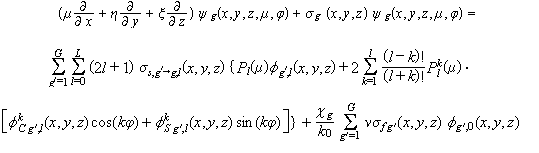 (μ ∂/∂x + η ∂/∂y + ξ ∂/∂z) ψ_g(x,y,z,μ,φ) + σ_g (x,y,z) ψ_g(x,y,z,μ,φ) =
∑_{g'=1}^{G} ∑_{l=0}^{L} (2l+1) σ_{s,g'→g,l}(x,y,z) {P_l(μ)ϕ_{g',l}(x,y,z) + 2 ∑_{k=1}^{l} (l−k)!/(l+k)! P_l^k(μ) ·
[ϕ_{C g',l}^k(x,y,z) cos(kφ) + ϕ_{S g',l}^k(x,y,z) sin(kφ)]} + χ_g/k_0 ∑_{g'=1}^{G} νσ_{fg'}(x,y,z) ϕ_{g',0}(x,y,z)